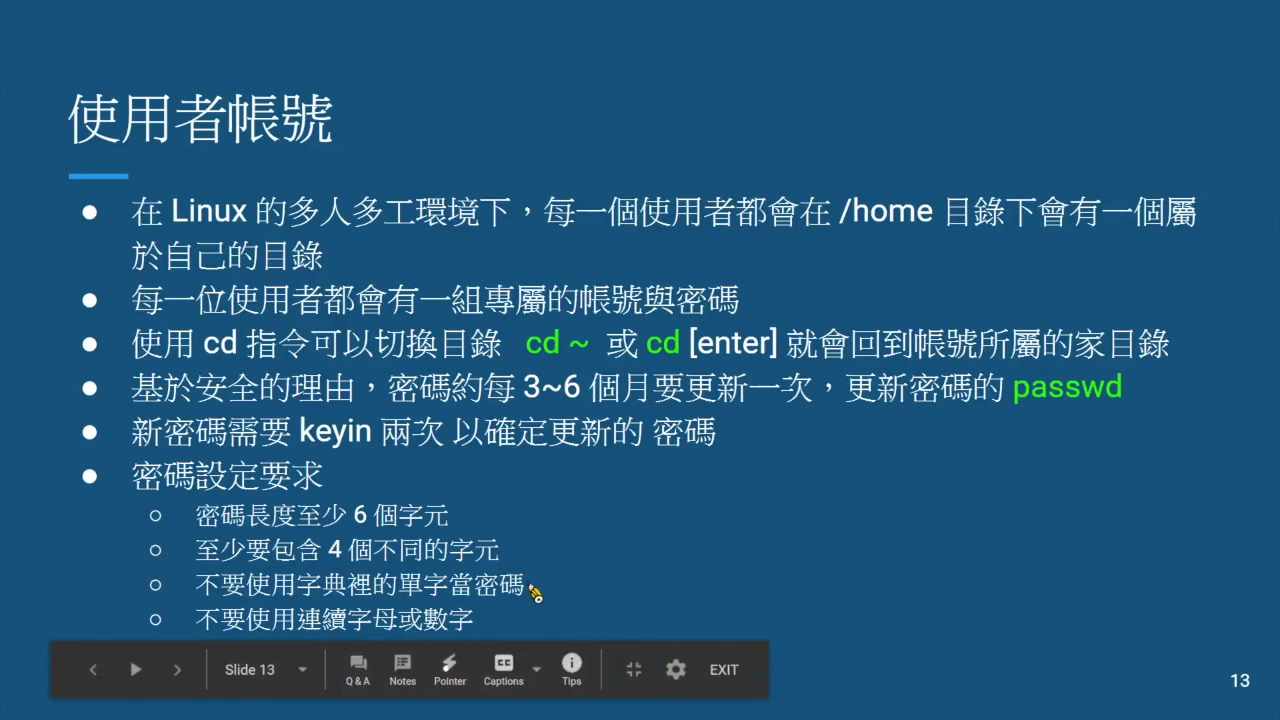 使用者帳號
● 在 Linux 的多人多工環境下，每一個使用者都會在 /home 目錄下會有一個屬
於自己的目錄
● 每一位使用者都會有一組專屬的帳號與密碼
● 使用 cd 指令可以切換目錄 cd ~ 或 cd [enter] 就會回到帳號所屬的家目錄
● 基於安全的理由，密碼約每 3~6 個月要更新一次，更新密碼的 passwd
● 新密碼需要 keyin 兩次 以確定更新的 密碼
● 密碼設定要求
○ 密碼長度至少 6 個字元
○ 至少要包含 4 個不同的字元
○ 不要使用字典裡的單字當密碼
○ 不要使用連續字母或數字
Slide 13 Q & A Notes Pointer CC Captions Tips EXIT
13